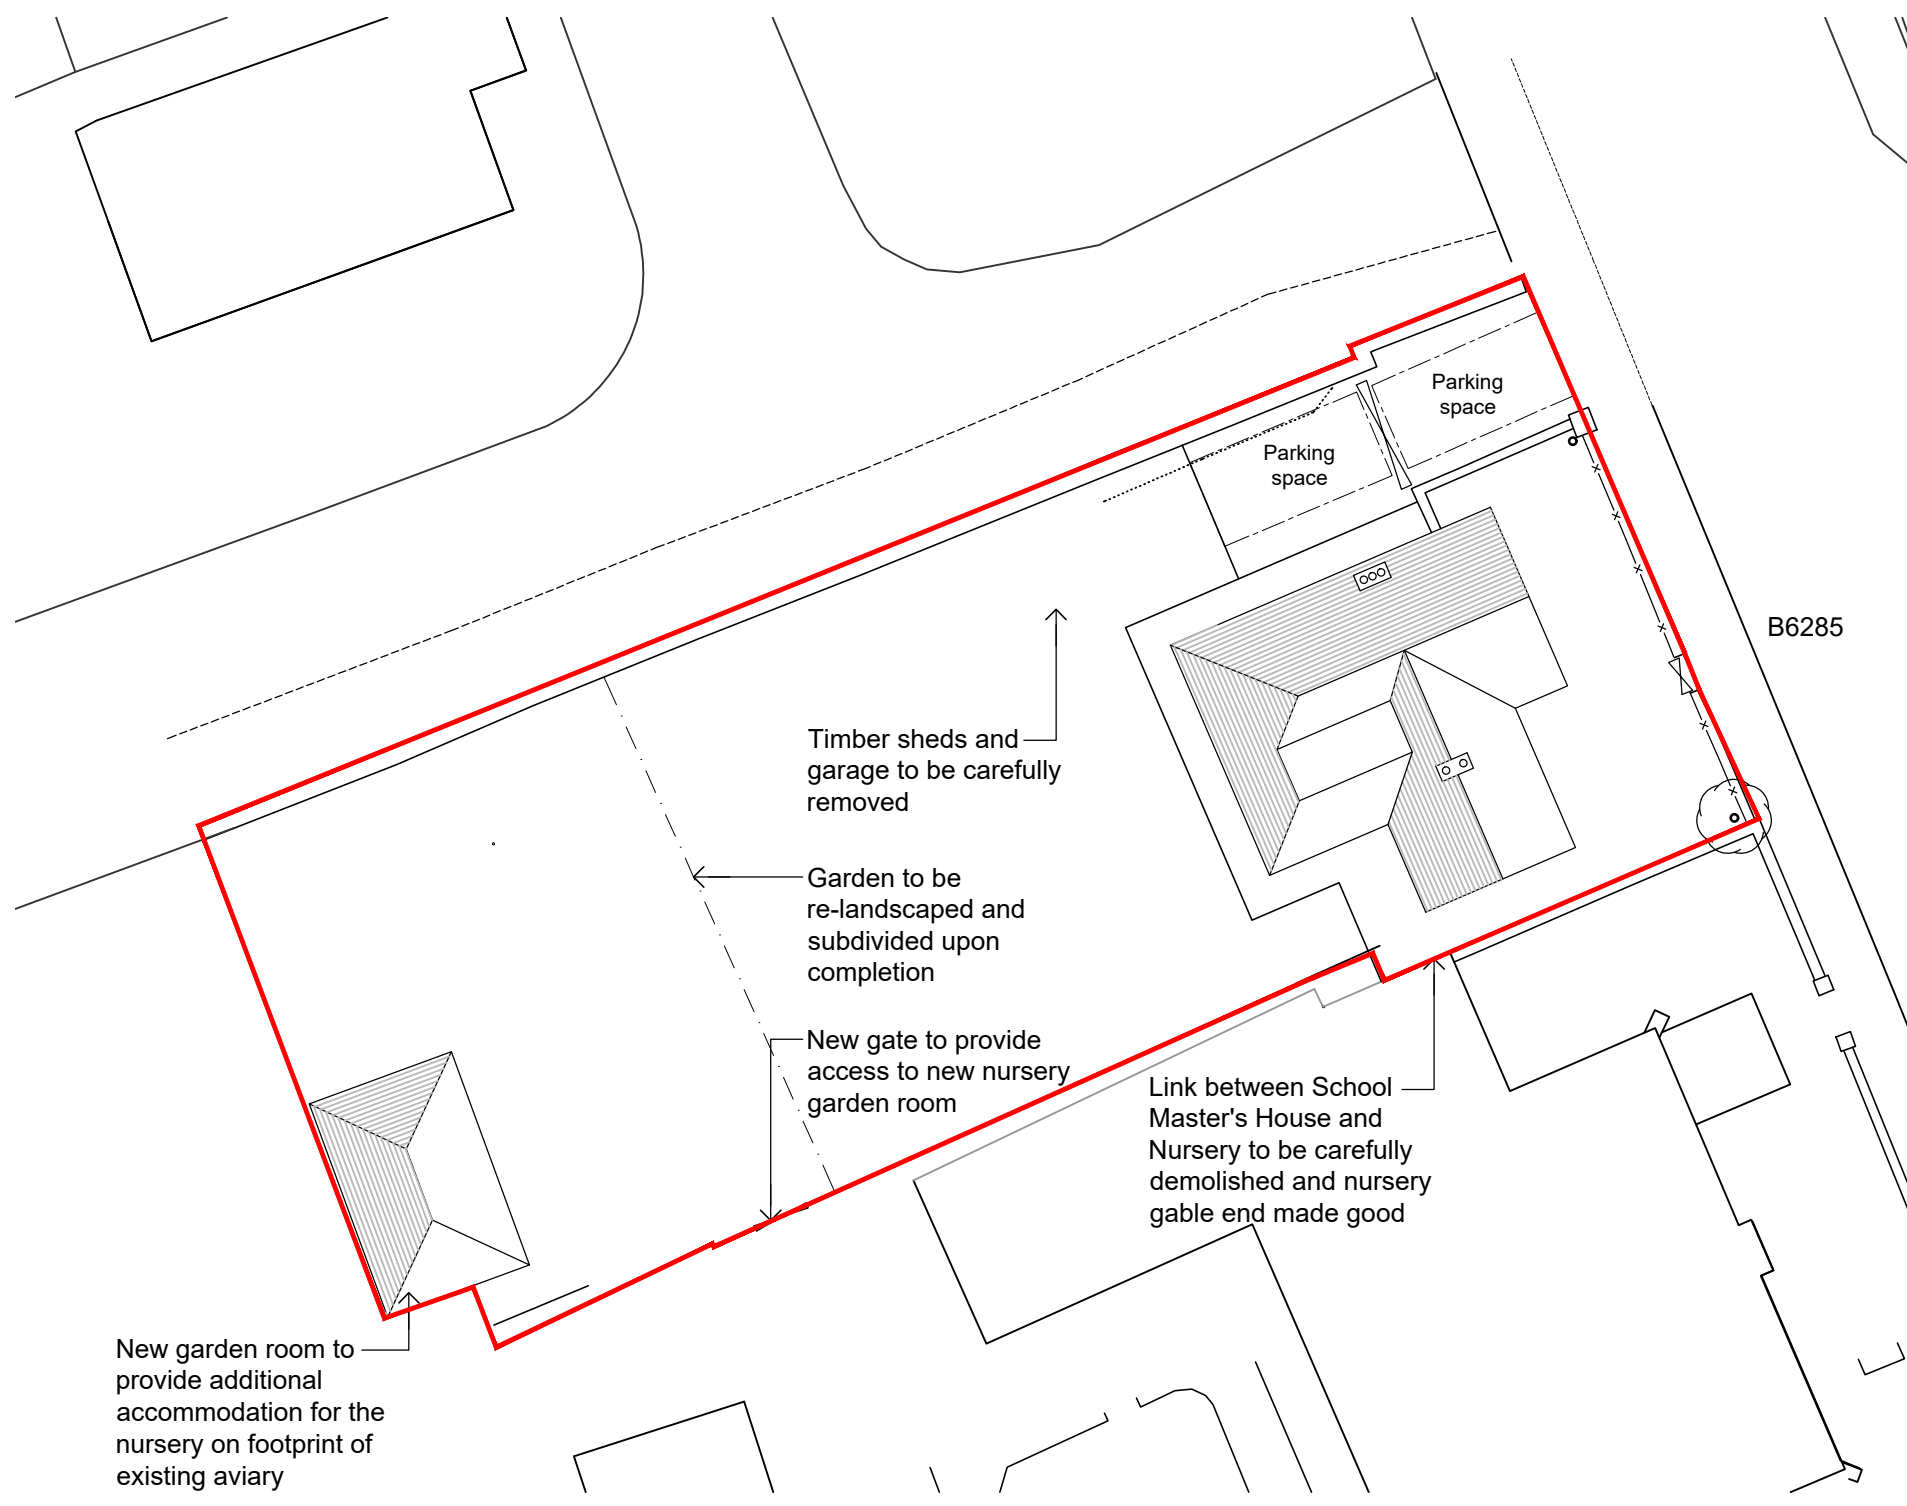 Parking
space
Parking
space
B6285
Timber sheds and
garage to be carefully
removed
Garden to be
re-landscaped and
subdivided upon
completion
New gate to provide
access to new nursery
garden room
Link between School
Master's House and
Nursery to be carefully
demolished and nursery
gable end made good
New garden room to
provide additional
accommodation for the
nursery on footprint of
existing aviary